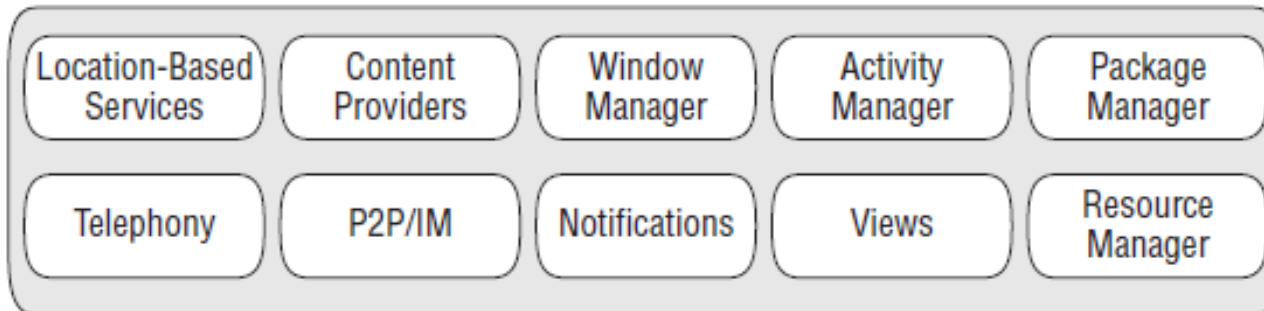 Location-Based
Services
Content
Providers
Window
Manager
Activity
Manager
Package
Manager
Telephony
P2P/IM
Notifications
Views
Resource
Manager